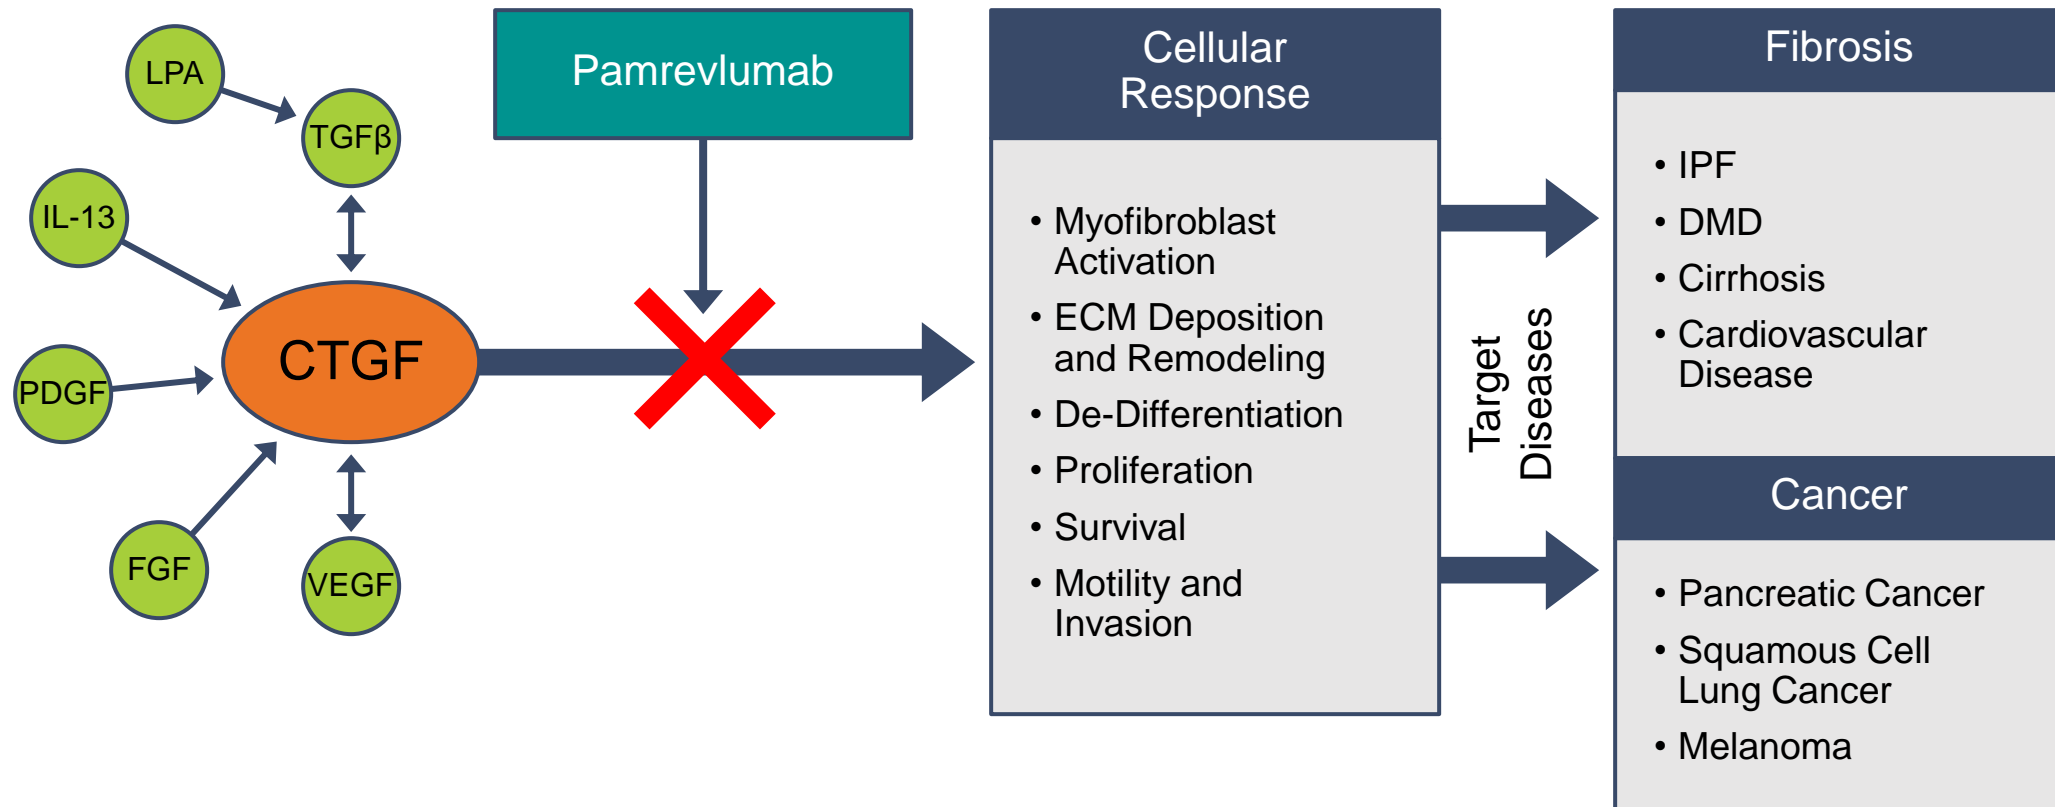 LPA
TGFβ
IL-13
PDGF
FGF
VEGF
CTGF
Pamrevlumab
Cellular
Response
• Myofibroblast
Activation
• ECM Deposition
and Remodeling
• De-Differentiation
• Proliferation
• Survival
• Motility and
Invasion
Target
Diseases
Fibrosis
• IPF
• DMD
• Cirrhosis
• Cardiovascular
Disease
Cancer
• Pancreatic Cancer
• Squamous Cell
Lung Cancer
• Melanoma